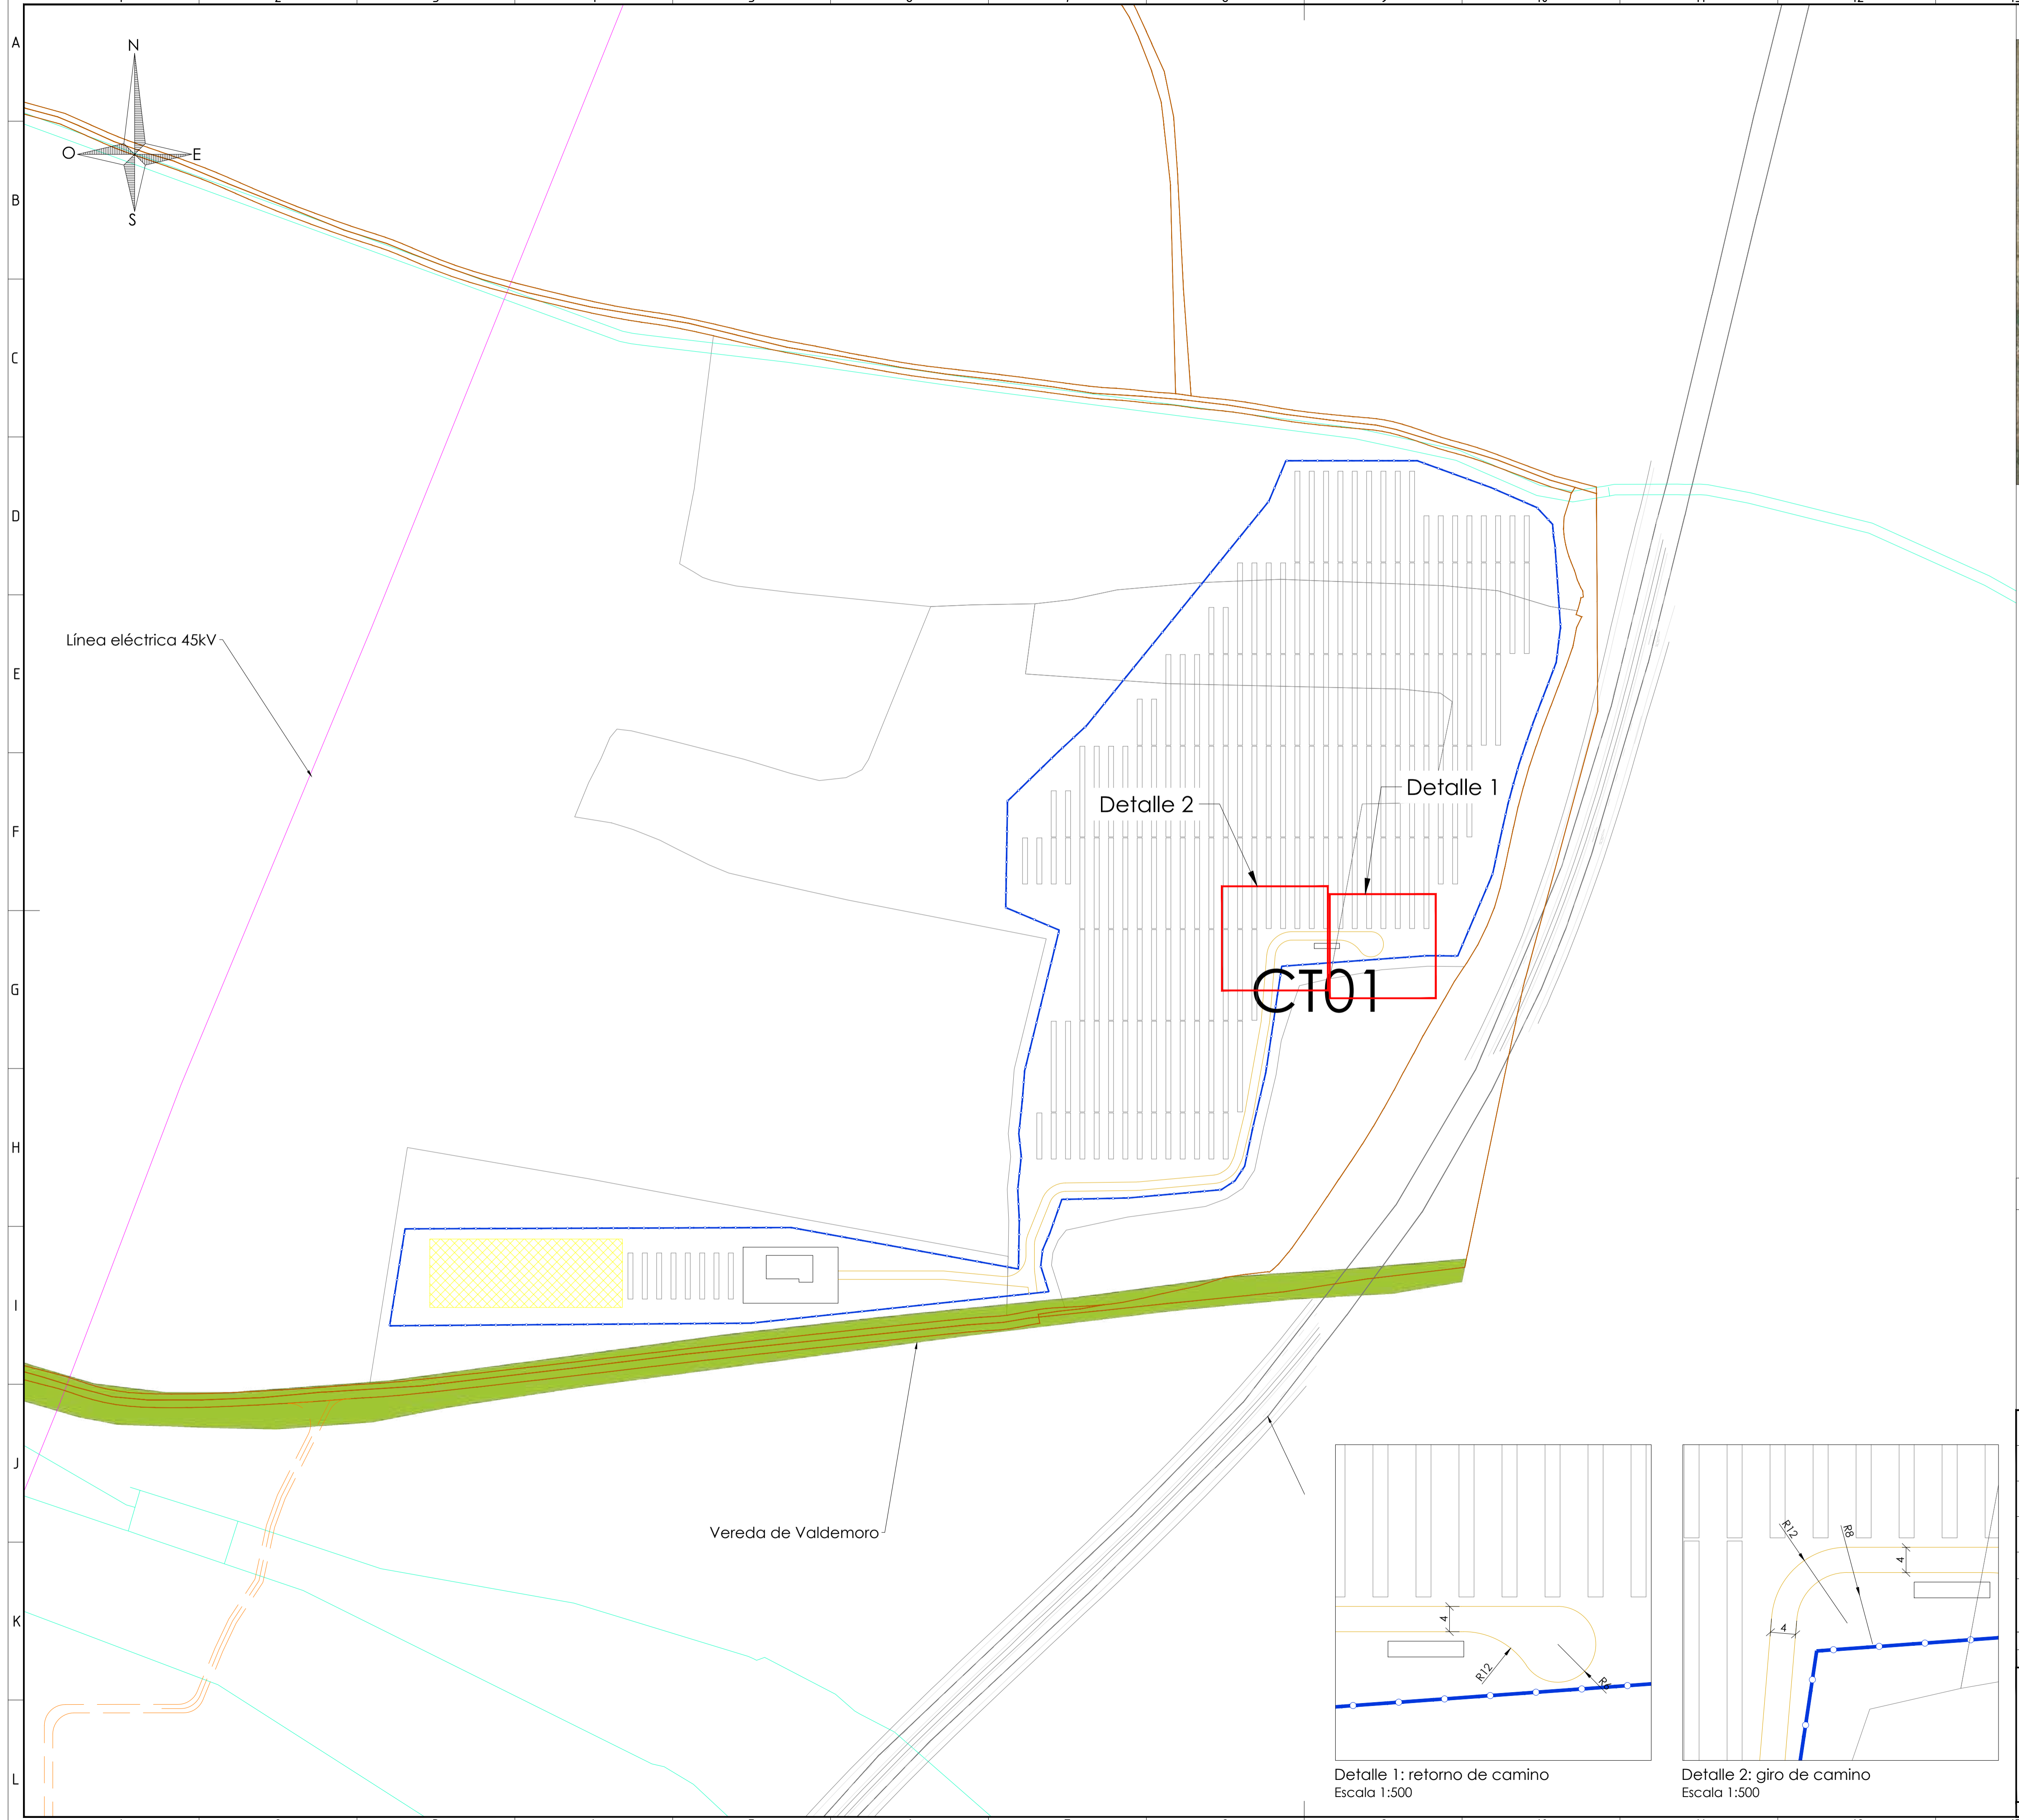 A
B
C
D
E
F
G
H
I
J
K
L
N
O
E
S
Línea eléctrica 45kV
Detalle 2
Detalle 1
CT01
Vereda de Valdemoro
4
R12
R6
Detalle 1: retorno de camino
Escala 1:500
R12
R8
4
4
Detalle 2: giro de camino
Escala 1:500